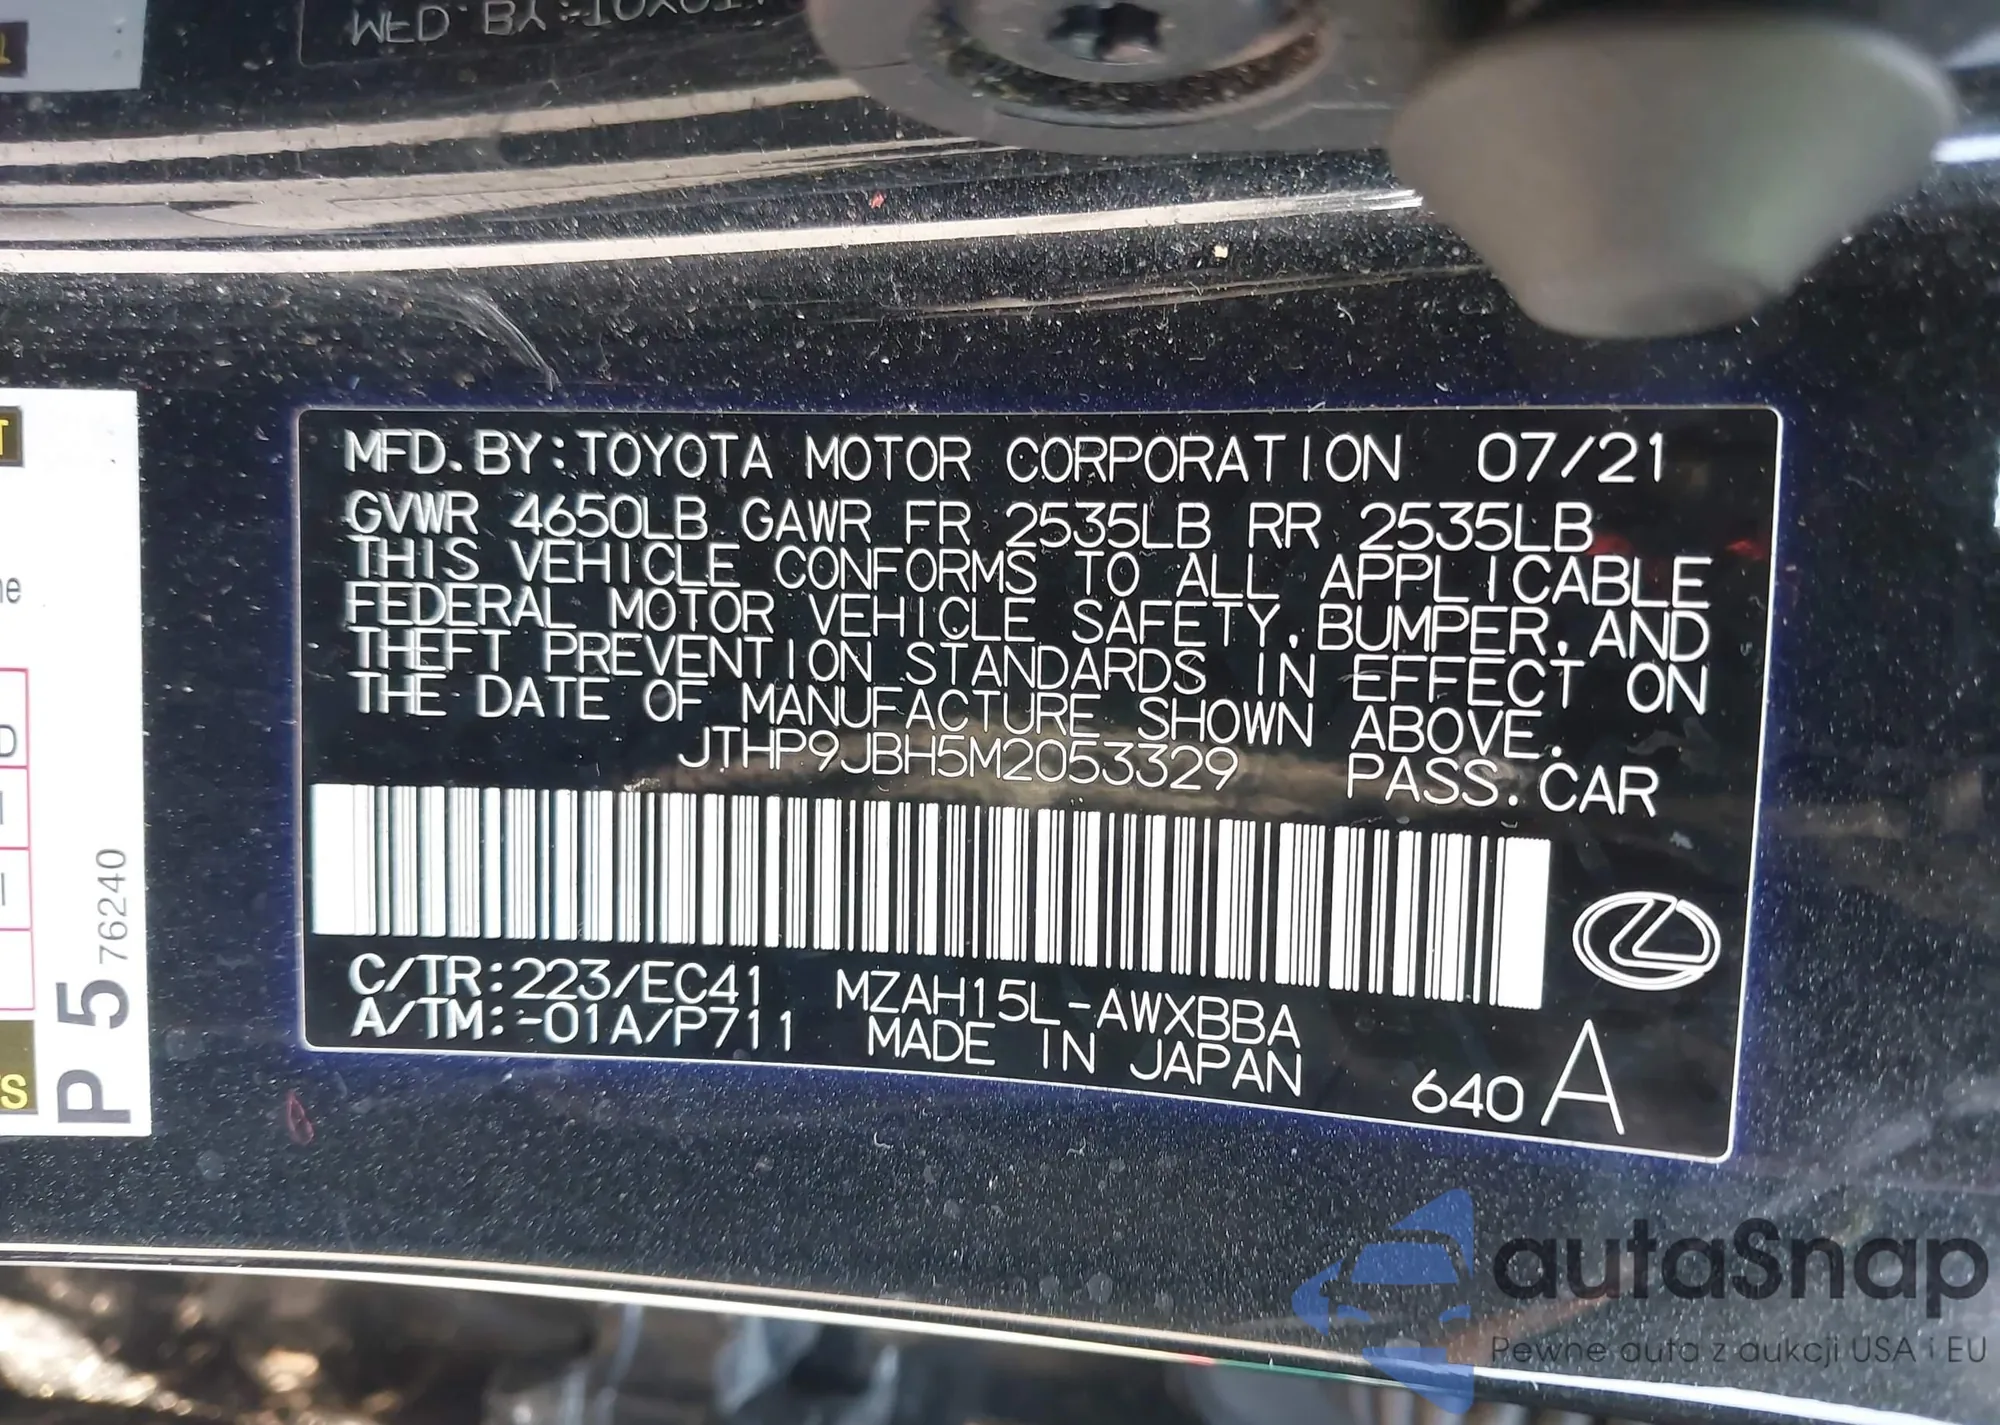 MFD. BY: TOYOTA MOTOR CORPORATION 07/21
GVWR 4650LB GAWR FR 2535LB RR 2535LB
THIS VEHICLE CONFORMS TO ALL APPLICABLE
FEDERAL MOTOR VEHICLE SAFETY, BUMPER, AND
THEFT PREVENTION STANDARDS IN EFFECT ON
THE DATE OF MANUFACTURE SHOWN ABOVE.
JTHP9JBH5M2053329 PASS. CAR
C/TR: 223/EC41 MZAH15L-AWXBBA
A/TM: -01A/P711 MADE IN JAPAN
640 A
P 5 76240
autaSnap
Pewne auta z aukcji USA i EU